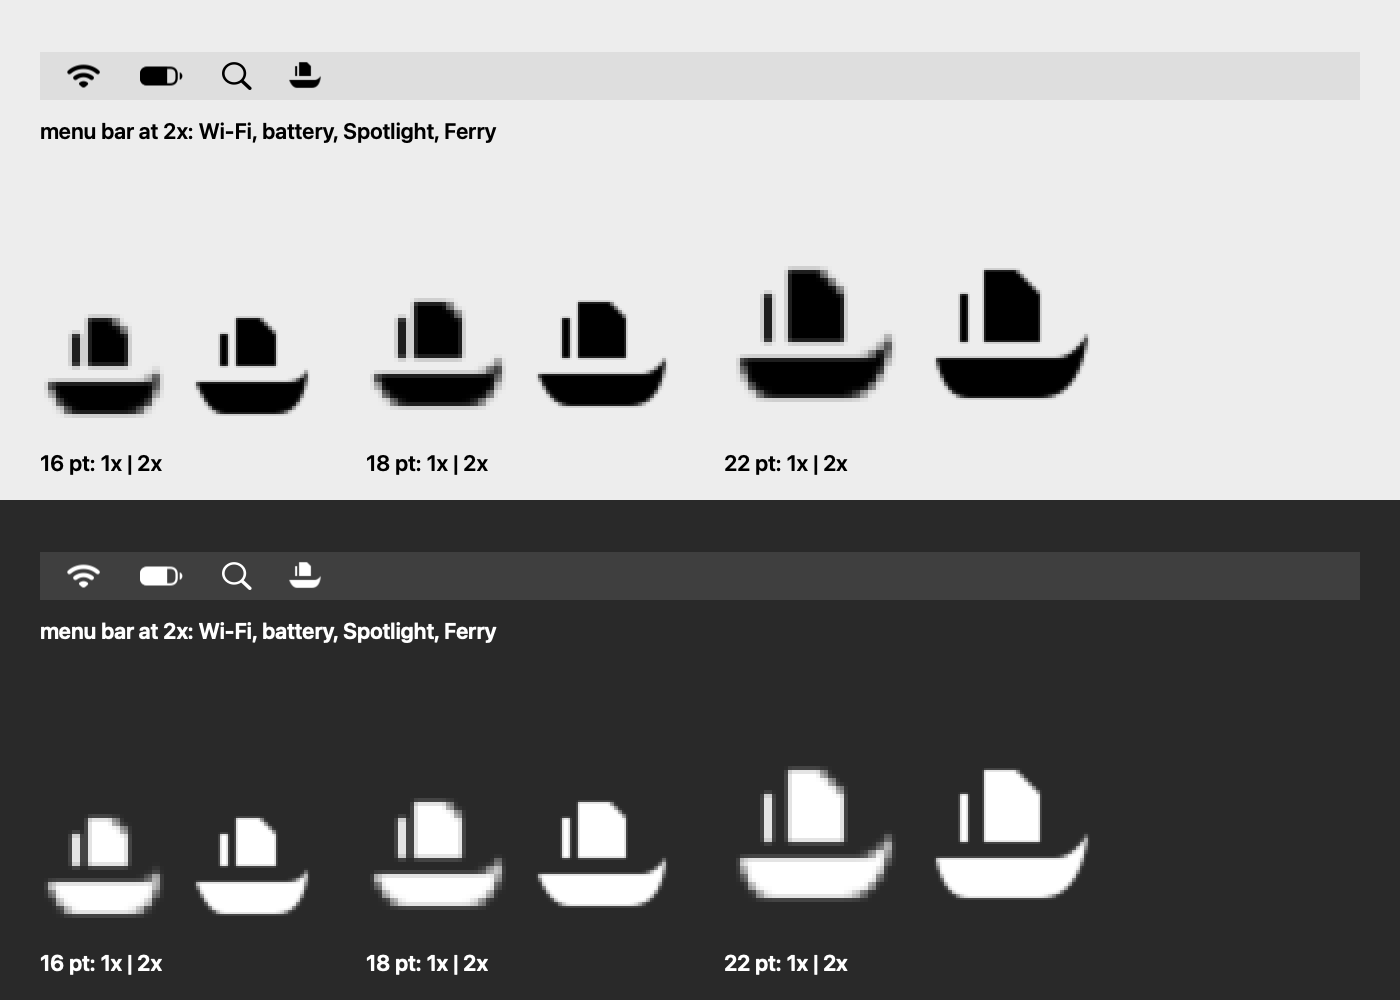 menu bar at 2x: Wi-Fi, battery, Spotlight, Ferry
16 pt: 1x | 2x
18 pt: 1x | 2x
22 pt: 1x | 2x
menu bar at 2x: Wi-Fi, battery, Spotlight, Ferry
16 pt: 1x | 2x
18 pt: 1x | 2x
22 pt: 1x | 2x